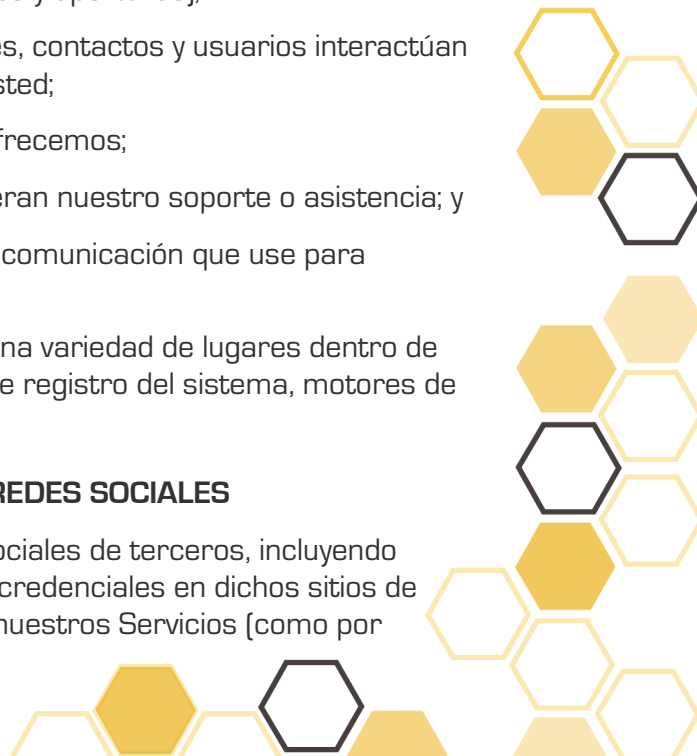 es, contactos y usuarios interactúan
sted;
frecemos;
eran nuestro soporte o asistencia; y
comunicación que use para
na variedad de lugares dentro de
e registro del sistema, motores de
REDES SOCIALES
ociales de terceros, incluyendo
credenciales en dichos sitios de
nuestros Servicios (como por